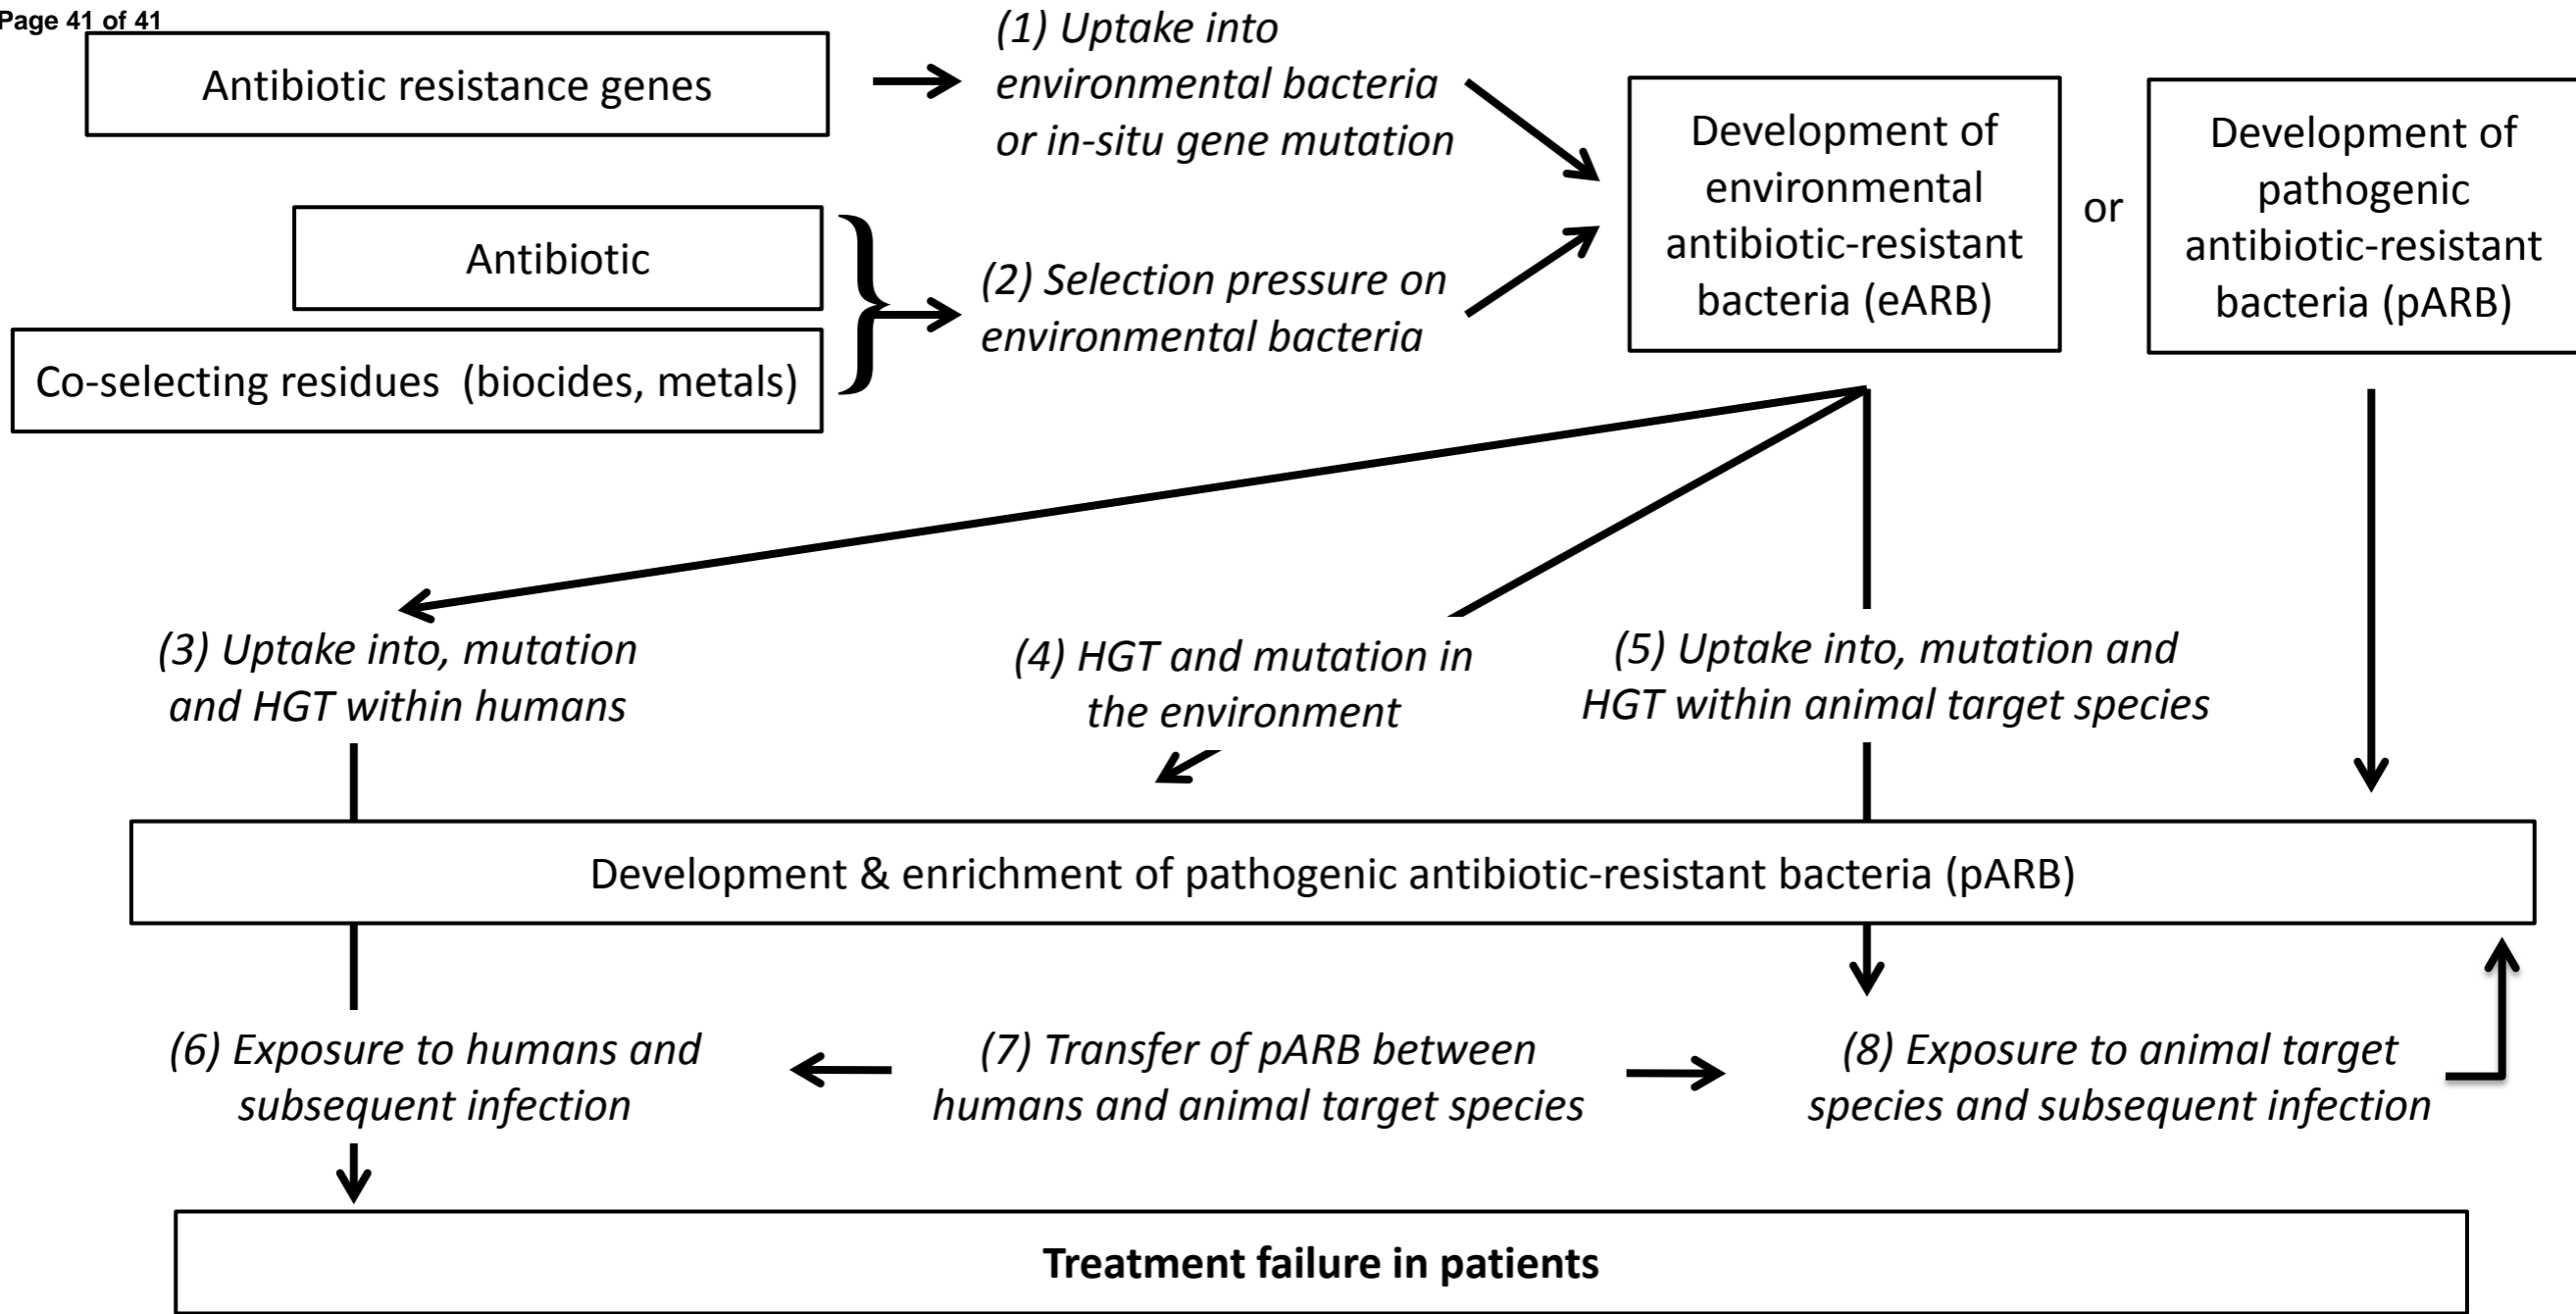 Page 41 of 41
Antibiotic resistance genes
(1) Uptake into
environmental bacteria
or in-situ gene mutation
Antibiotic
Co-selecting residues  (biocides, metals)
}
(2) Selection pressure on
environmental bacteria
Development of
environmental
antibiotic-resistant
bacteria (eARB)
or
Development of
pathogenic
antibiotic-resistant
bacteria (pARB)
(3) Uptake into, mutation
and HGT within humans
(4) HGT and mutation in
the environment
(5) Uptake into, mutation and
HGT within animal target species
Development & enrichment of pathogenic antibiotic-resistant bacteria (pARB)
(6) Exposure to humans and
subsequent infection
(7) Transfer of pARB between
humans and animal target species
(8) Exposure to animal target
species and subsequent infection
Treatment failure in patients